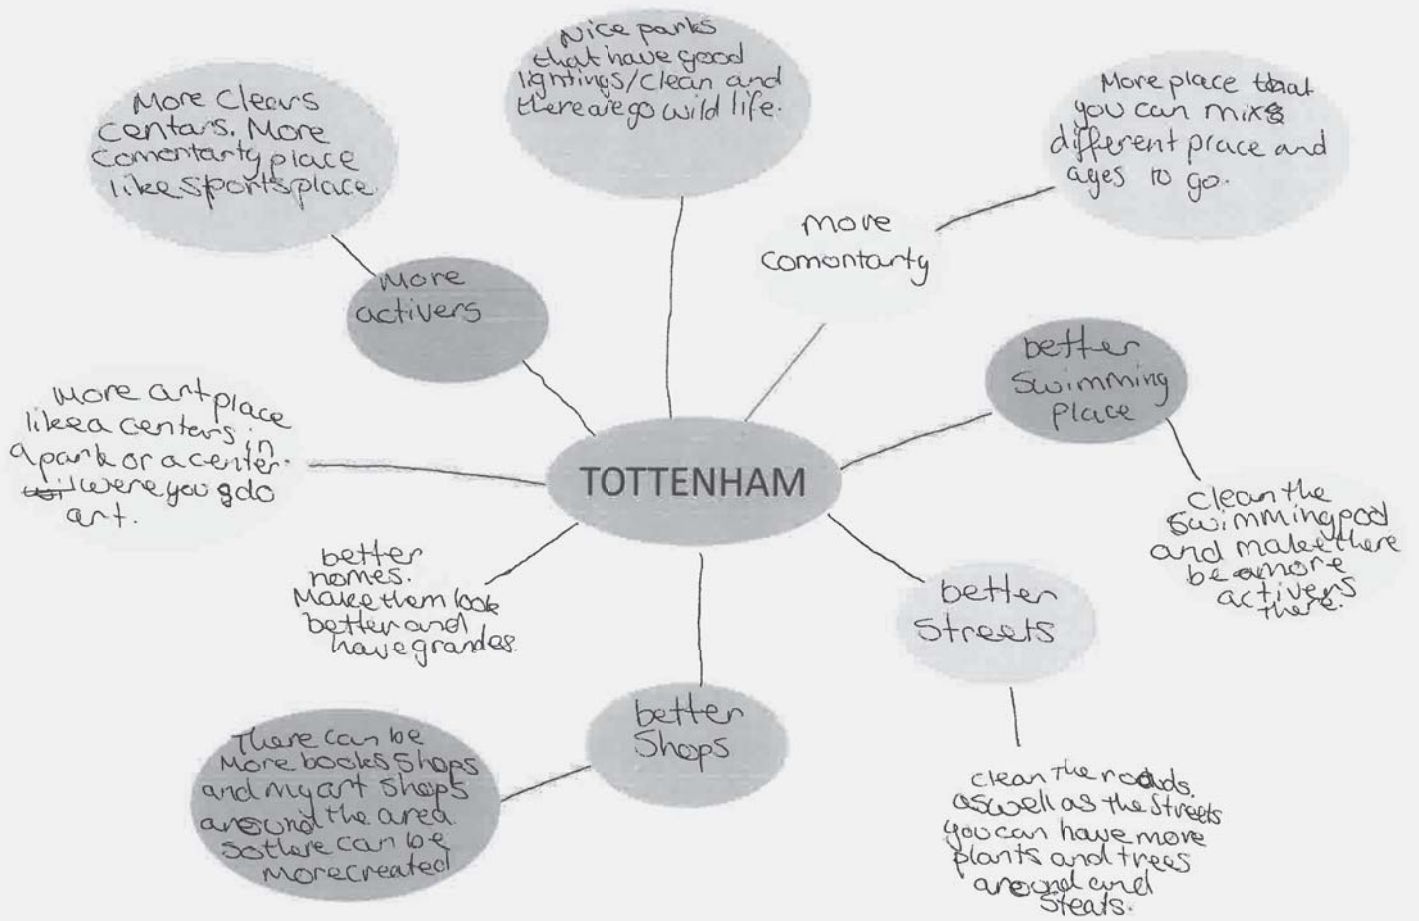 Nice parks
that have good
lightings/clean and
there are go wild life.
More clears
centars. More
comontarty place
like sports place.
More place that
you can mix
different place and
ages to go.
more
comontarty
More
activers
better
Swimming
place
More art place
like a centers in
a park or a center.
were you do
art.
TOTTENHAM
clean the
Swimming pool
and make there
be more
activers
there.
better
homes.
Make them look
better and
have grandes.
better
Streets
better
Shops
There can be
More books Shops
and my art Shops
around the area
so there can be
more created
clean the roads.
aswell as the Streets
you can have more
plants and trees
around and
Steats.